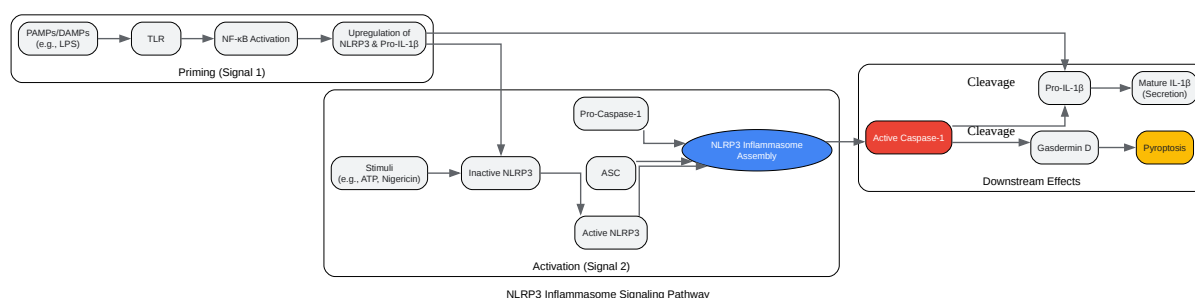 PAMPs/DAMPs
(e.g., LPS)
TLR
NF-κB Activation
Upregulation of
NLRP3 & Pro-IL-1β
Priming (Signal 1)
Pro-Caspase-1
NLRP3 Inflammasome
Assembly
Stimuli
(e.g., ATP, Nigericin)
Inactive NLRP3
ASC
Active NLRP3
Activation (Signal 2)
Cleavage
Pro-IL-1β
Mature IL-1β
(Secretion)
Active Caspase-1
Cleavage
Gasdermin D
Pyroptosis
Downstream Effects
NLRP3 Inflammasome Signaling Pathway